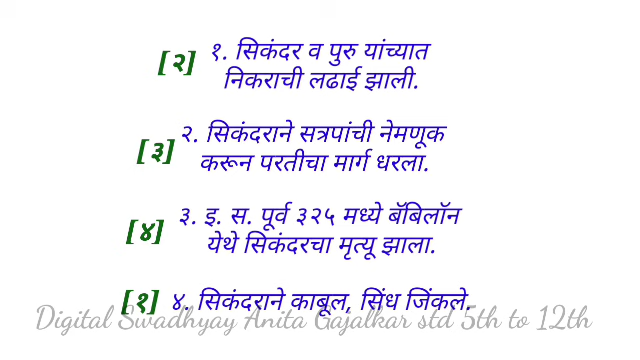 [२] १. सिकंदर व पुरु यांच्यात
निकराची लढाई झाली.
[३] २. सिकंदराने सत्रपांची नेमणूक
करून परतीचा मार्ग धरला.
[४] ३. इ. स. पूर्व ३२५ मध्ये बॅबिलॉन
येथे सिकंदरचा मृत्यू झाला.
[१] ४. सिकंदराने काबूल, सिंध जिंकले.
Digital Swadhyay Anita Gajalkar std 5th to 12th